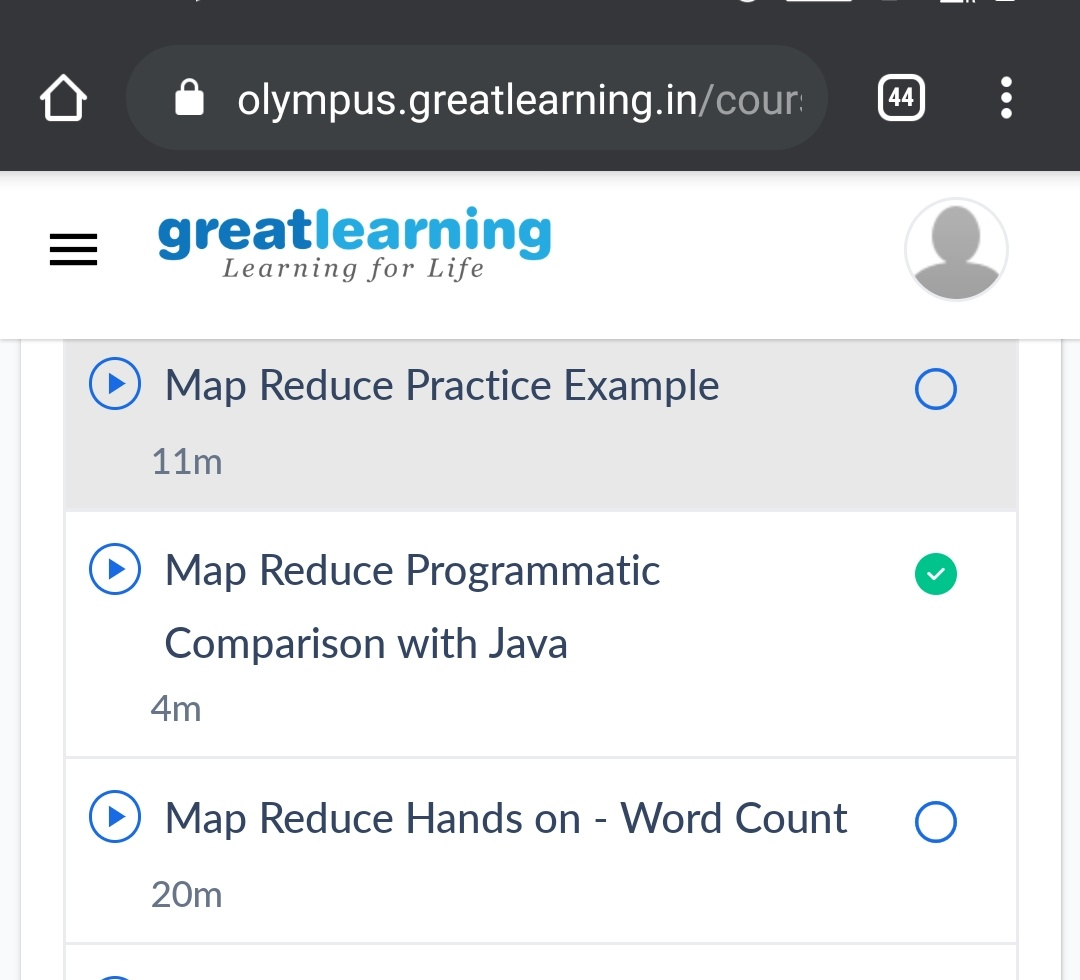 olympus.greatlearning.in/cour
44
greatlearning
Learning for Life
Map Reduce Practice Example
11m
Map Reduce Programmatic
Comparison with Java
4m
Map Reduce Hands on - Word Count
20m